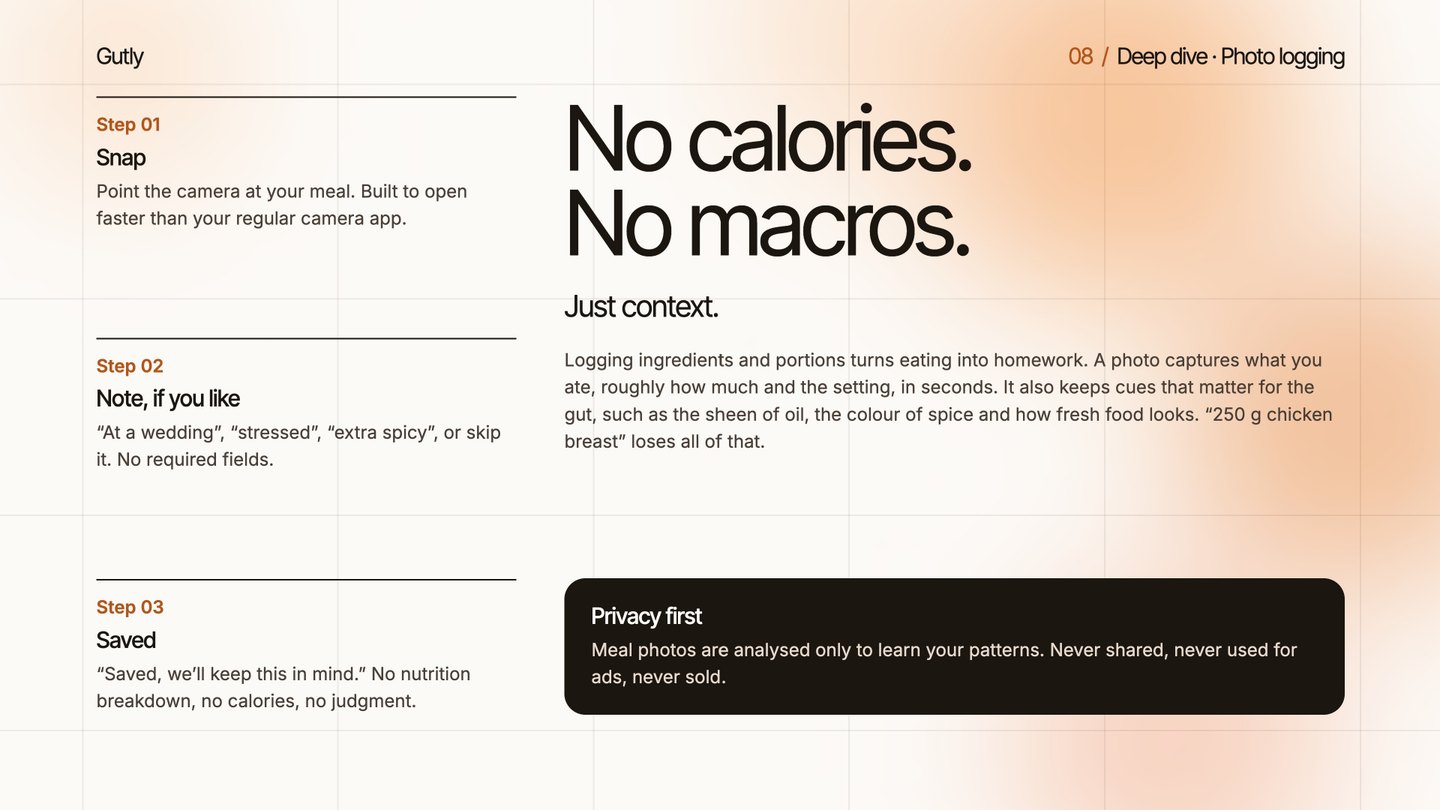 Gutly
08 / Deep dive · Photo logging
Step 01
Snap
Point the camera at your meal. Built to open
faster than your regular camera app.
Step 02
Note, if you like
“At a wedding”, “stressed”, “extra spicy”, or skip
it. No required fields.
Step 03
Saved
“Saved, we’ll keep this in mind.” No nutrition
breakdown, no calories, no judgment.
No calories.
No macros.
Just context.
Logging ingredients and portions turns eating into homework. A photo captures what you
ate, roughly how much and the setting, in seconds. It also keeps cues that matter for the
gut, such as the sheen of oil, the colour of spice and how fresh food looks. “250 g chicken
breast” loses all of that.
Privacy first
Meal photos are analysed only to learn your patterns. Never shared, never used for
ads, never sold.